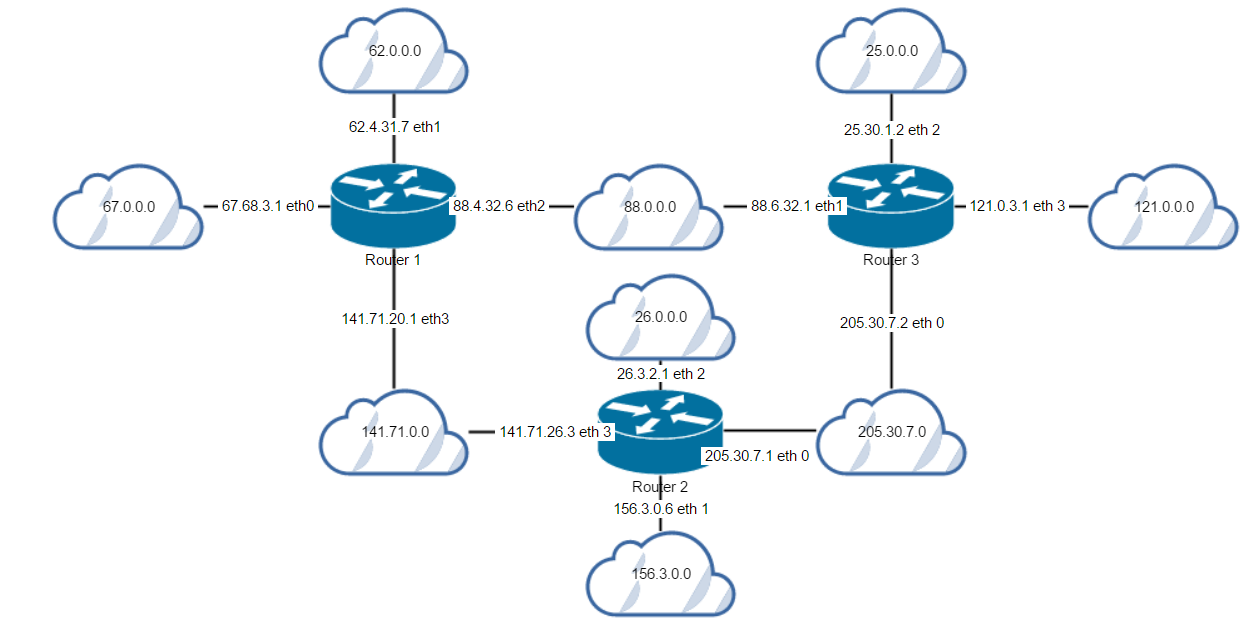 62.0.0.0
25.0.0.0
62.4.31.7 eth1
25.30.1.2 eth 2
67.0.0.0
67.68.3.1 eth0
88.4.32.6 eth2
88.0.0.0
88.6.32.1 eth1
121.0.3.1 eth 3
121.0.0.0
Router 1
Router 3
141.71.20.1 eth3
26.0.0.0
205.30.7.2 eth 0
26.3.2.1 eth 2
141.71.0.0
141.71.26.3 eth 3
205.30.7.0
205.30.7.1 eth 0
Router 2
156.3.0.6 eth 1
156.3.0.0